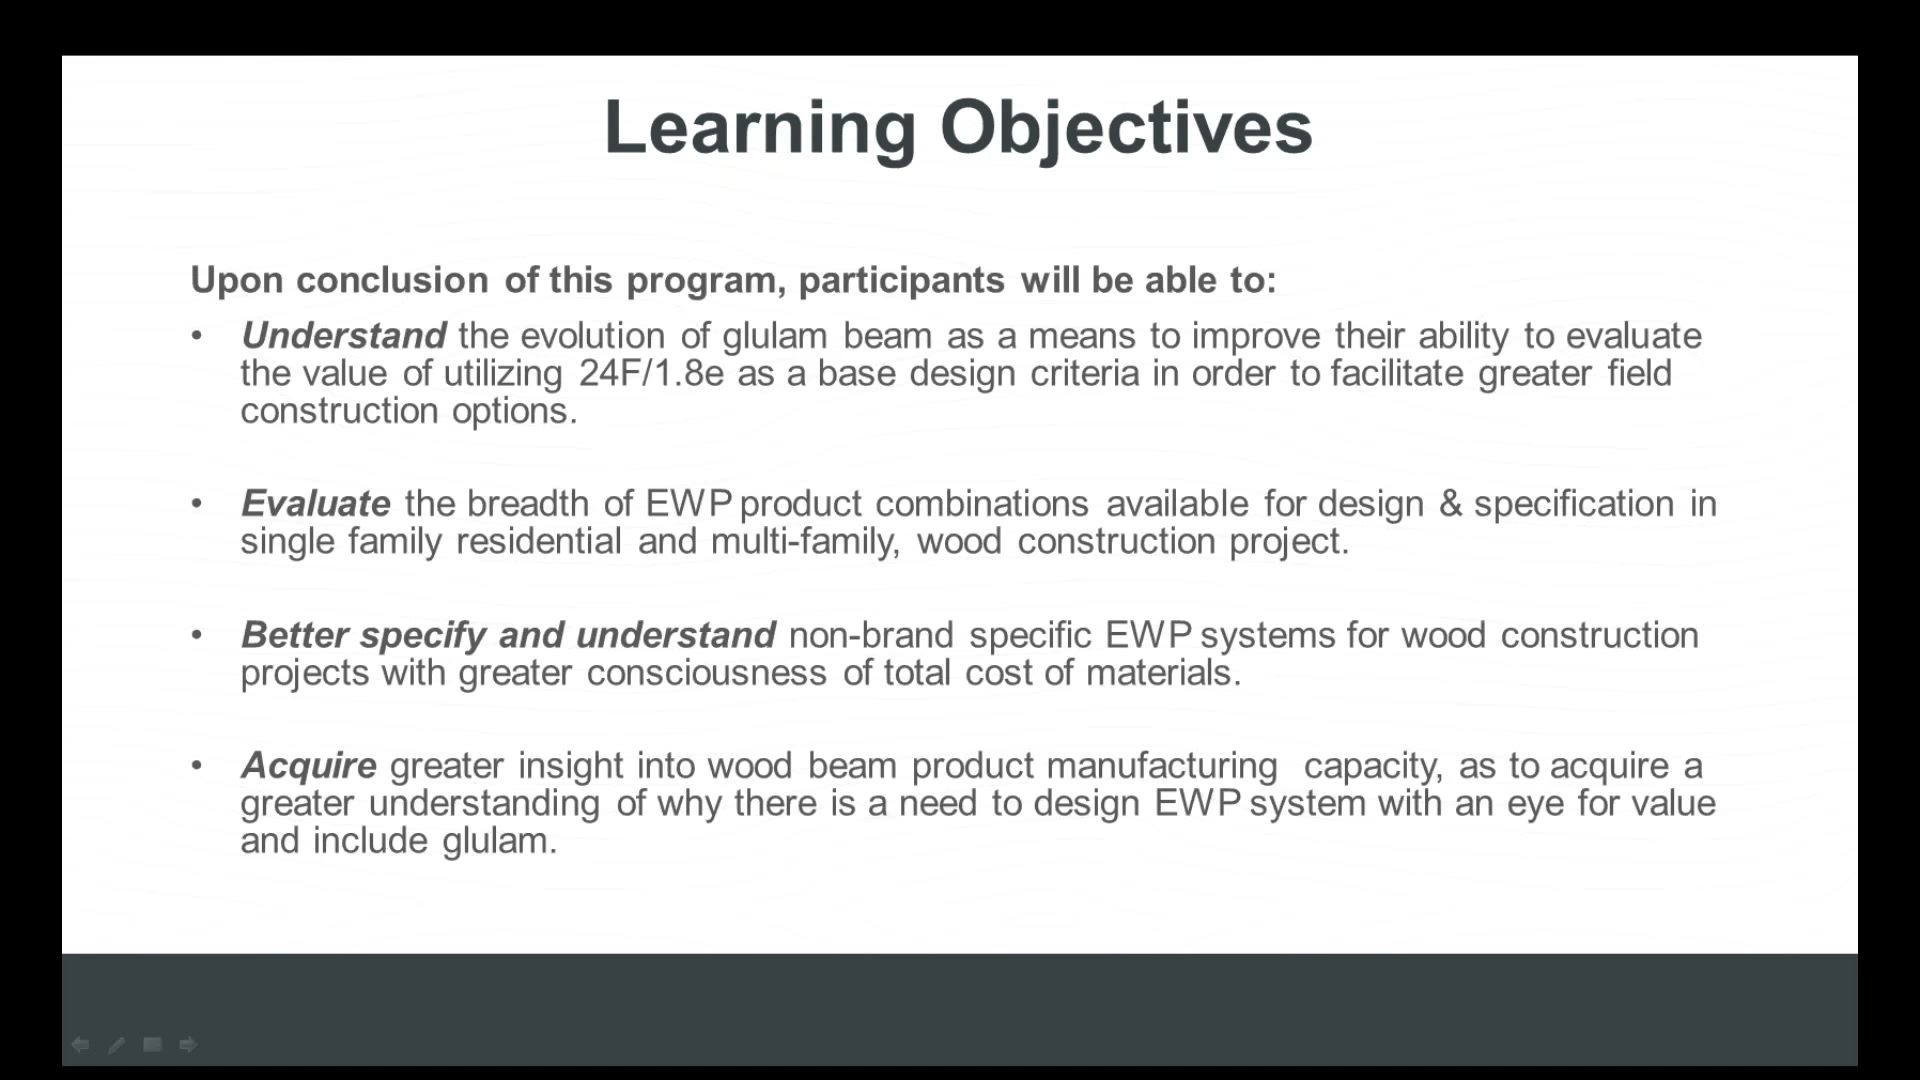 Learning Objectives
Upon conclusion of this program, participants will be able to:
• Understand the evolution of glulam beam as a means to improve their ability to evaluate
the value of utilizing 24F/1.8e as a base design criteria in order to facilitate greater field
construction options.
• Evaluate the breadth of EWP product combinations available for design & specification in
single family residential and multi-family, wood construction project.
• Better specify and understand non-brand specific EWP systems for wood construction
projects with greater consciousness of total cost of materials.
• Acquire greater insight into wood beam product manufacturing capacity, as to acquire a
greater understanding of why there is a need to design EWP system with an eye for value
and include glulam.